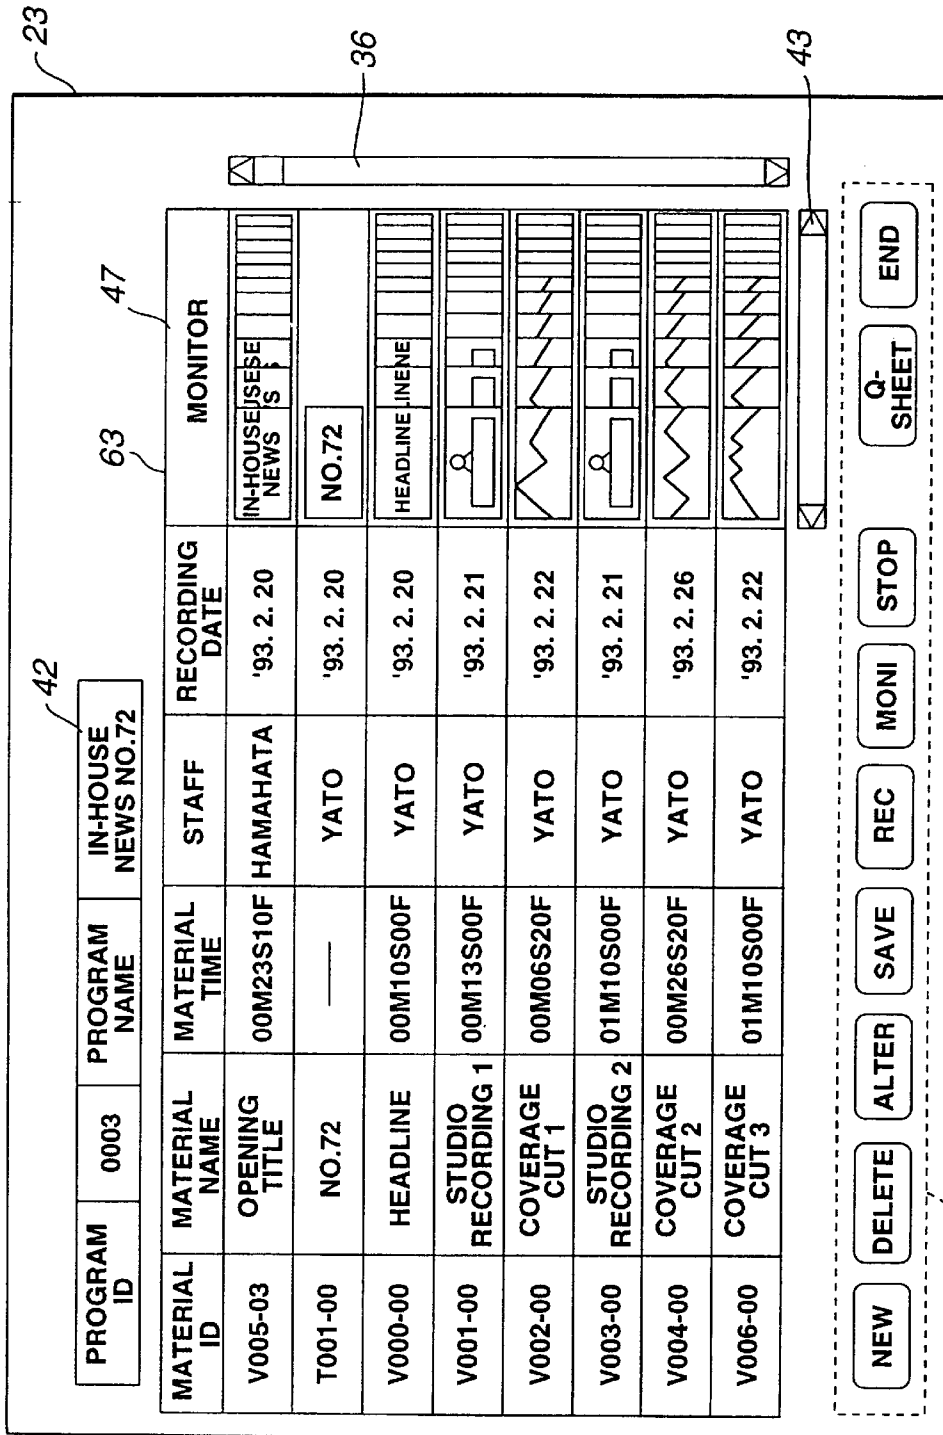 23
42
63
47
36
43
PROGRAM ID
0003
PROGRAM NAME
IN-HOUSE NEWS NO.72
MATERIAL ID
MATERIAL NAME
MATERIAL TIME
STAFF
RECORDING DATE
MONITOR
V005-03
OPENING TITLE
00M23S10F
HAMAHATA
'93. 2. 20
IN-HOUSE NEWS
USE
'S
SE
T001-00
NO.72
——
YATO
'93. 2. 20
NO.72
V000-00
HEADLINE
00M10S00F
YATO
'93. 2. 20
HEADLINE
LINE
NE
V001-00
STUDIO RECORDING 1
00M13S00F
YATO
'93. 2. 21
V002-00
COVERAGE CUT 1
00M06S20F
YATO
'93. 2. 22
V003-00
STUDIO RECORDING 2
01M10S00F
YATO
'93. 2. 21
V004-00
COVERAGE CUT 2
00M26S20F
YATO
'93. 2. 26
V006-00
COVERAGE CUT 3
01M10S00F
YATO
'93. 2. 22
NEW
DELETE
ALTER
SAVE
REC
MONI
STOP
Q-SHEET
END